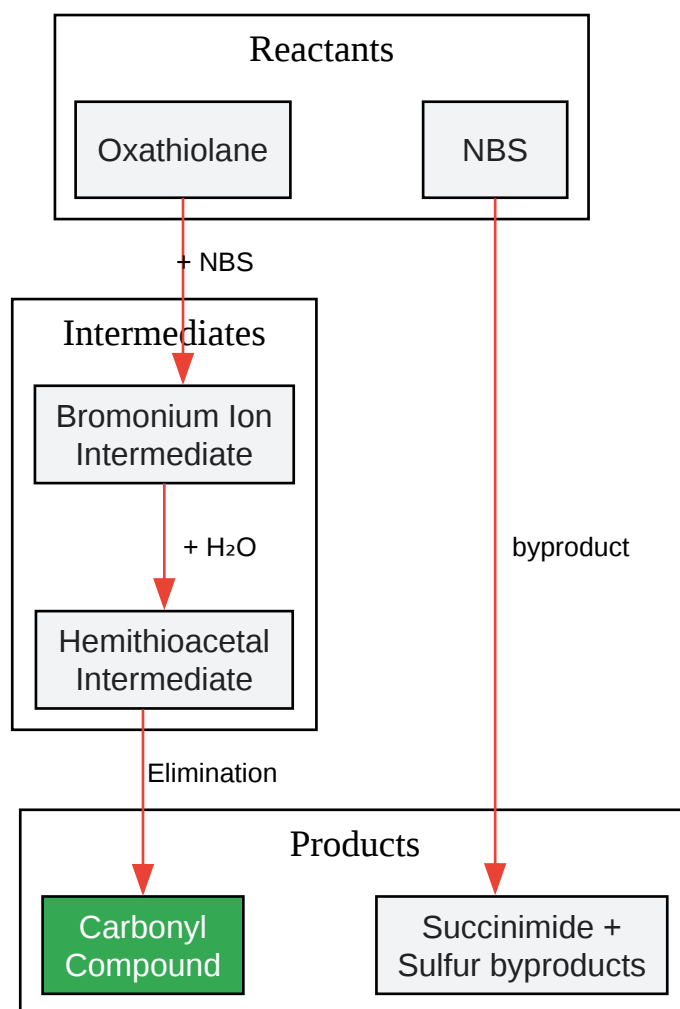 Reactants
Oxathiolane
NBS
+ NBS
Intermediates
Bromonium Ion
Intermediate
+ H₂O
byproduct
Hemithioacetal
Intermediate
Elimination
Products
Carbonyl
Compound
Succinimide +
Sulfur byproducts